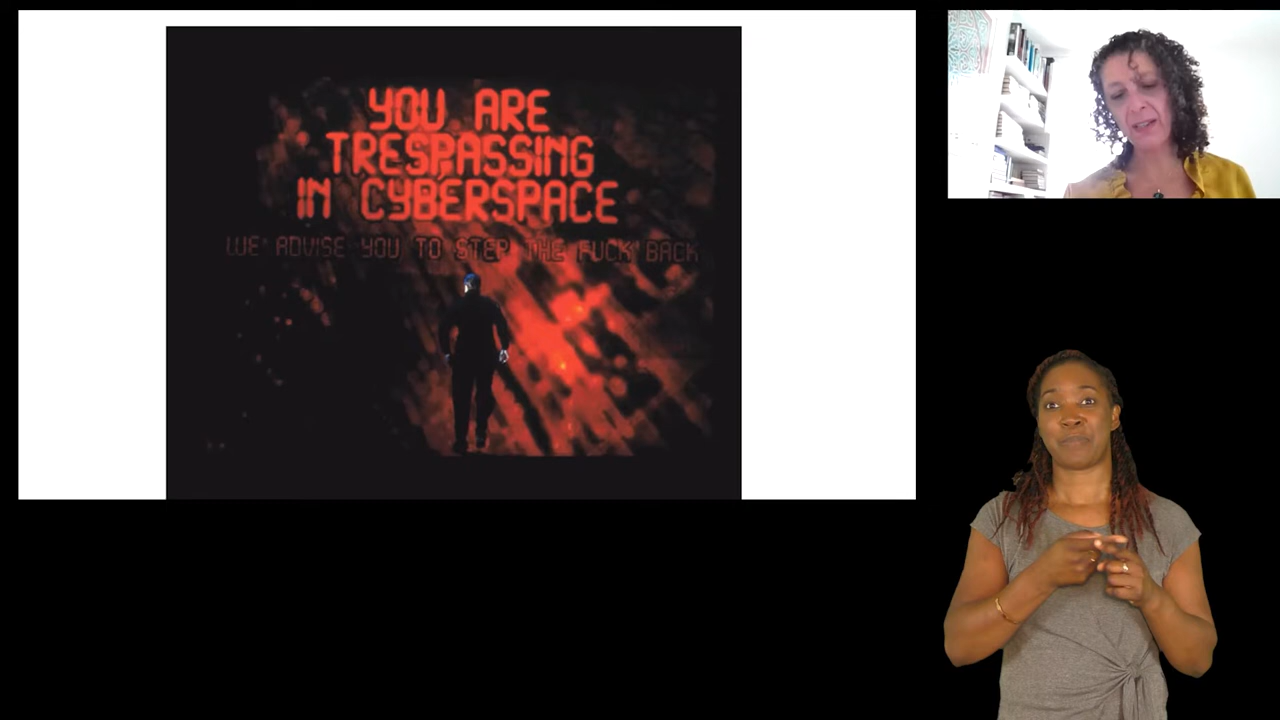 YOU ARE
TRESPASSING
IN CYBERSPACE
WE ADVISE YOU TO STEP THE FUCK BACK